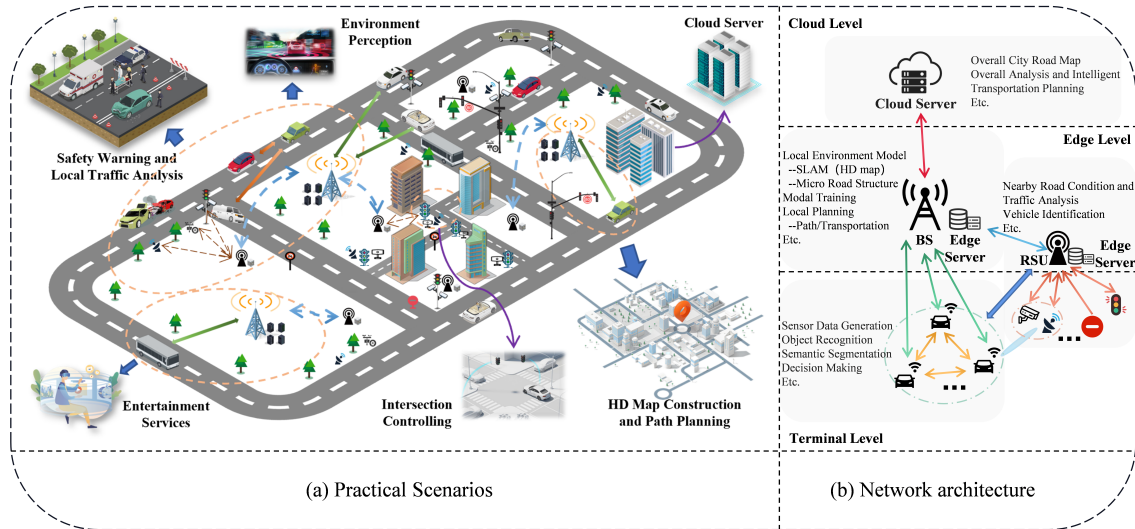 Environment
Perception
Cloud Server
Safety Warning and
Local Traffic Analysis
Entertainment
Services
Intersection
Controlling
HD Map Construction
and Path Planning
(a) Practical Scenarios
Cloud Level
Cloud Server
Overall City Road Map
Overall Analysis and Intelligent
Transportation Planning
Etc.
Edge Level
Local Environment Model
--SLAM（HD map）
--Micro Road Structure
Modal Training
Local Planning
--Path/Transportation
Etc.
BS
Edge
Server
Nearby Road Condition and
Traffic Analysis
Vehicle Identification
Etc.
RSU
Edge
Server
Sensor Data Generation
Object Recognition
Semantic Segmentation
Decision Making
Etc.
Terminal Level
(b) Network architecture